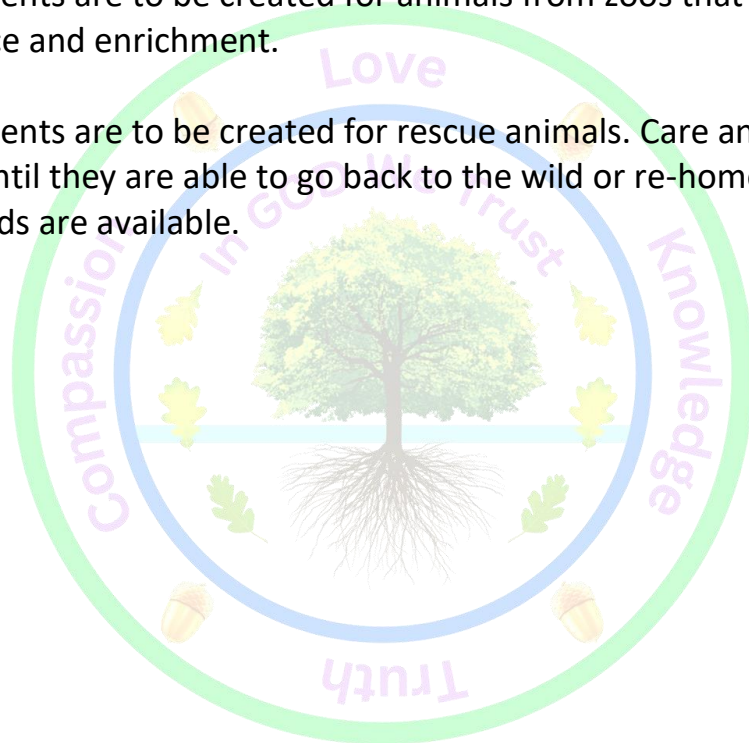 ents are to be created for animals from zoos that
ce and enrichment.
ents are to be created for rescue animals. Care an
ntil they are able to go back to the wild or re-home
ds are available.
Love
In GOD We Trust
Compassion
Knowledge
Truth